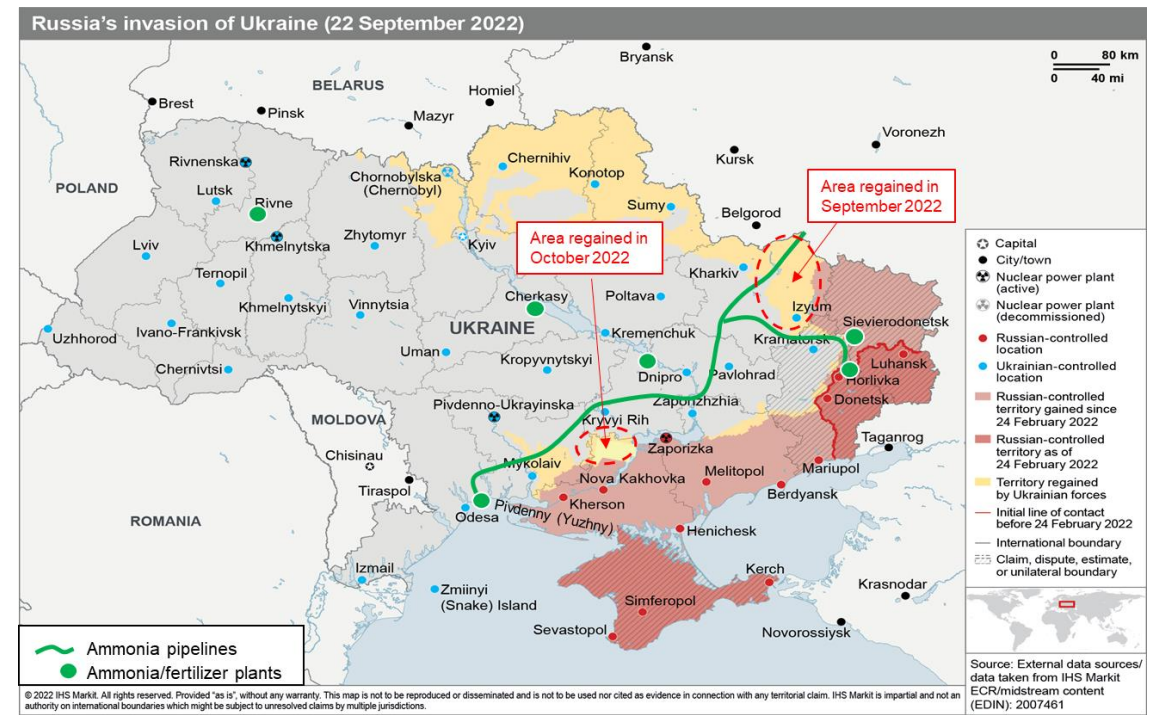 Russia's invasion of Ukraine (22 September 2022)
0 80 km
0 40 mi
Bryansk
BELARUS
Homiel
Brest
Pinsk
Mazyr
Voronezh
Kursk
Rivnenska
Chernihiv
Konotop
Chornobylska
(Chernobyl)
POLAND
Lutsk
Rivne
Sumy
Belgorod
Area regained in
September 2022
Area regained in
October 2022
Khmelnytska
Zhytomyr
Kyiv
Lviv
Ternopil
Kharkiv
Khmelnytskyi
Vinnytsia
Cherkasy
Poltava
Izyum
Uzhhorod
Ivano-Frankivsk
UKRAINE
Kremenchuk
Sievierodonetsk
Kramatorsk
Uman
Kropyvnytskyi
Chernivtsi
Dnipro
Pavlohrad
Luhansk
Horlivka
Donetsk
Pivdenno-Ukrayinska
Zaporizhzhia
Kryvyi Rih
MOLDOVA
Chisinau
Zaporizka
Taganrog
Mykolaiv
Mariupol
Tiraspol
Nova Kakhovka
Melitopol
Berdyansk
Kherson
Odesa
Pivdenny (Yuzhny)
ROMANIA
Henichesk
Izmail
Kerch
Krasnodar
Zmiinyi
(Snake) Island
Simferopol
Sevastopol
Novorossiysk
Capital
City/town
Nuclear power plant
(active)
Nuclear power plant
(decommissioned)
Russian-controlled
location
Ukrainian-controlled
location
Russian-controlled
territory gained since
24 February 2022
Russian-controlled
territory as of
24 February 2022
Territory regained
by Ukrainian forces
Initial line of contact
before 24 February 2022
International boundary
Claim, dispute, estimate,
or unilateral boundary
Source: External data sources/
data taken from IHS Markit
ECR/midstream content
(EDIN): 2007461
Ammonia pipelines
Ammonia/fertilizer plants
© 2022 IHS Markit. All rights reserved. Provided "as is", without any warranty. This map is not to be reproduced or disseminated and is not to be used nor cited as evidence in connection with any territorial claim. IHS Markit is impartial and not an
authority on international boundaries which might be subject to unresolved claims by multiple jurisdictions.